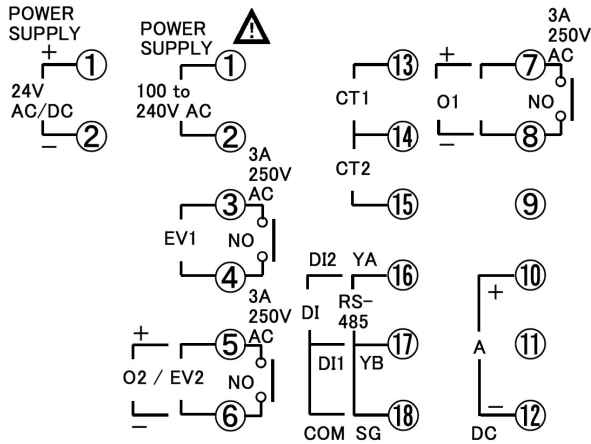 POWER
SUPPLY
+
①
24V
AC/DC
②
−
POWER
SUPPLY
①
100 to
240V AC
②
3A
250V
AC
③
EV1
NO
④
3A
250V
AC
+
⑤
O2 / EV2
NO
⑥
−
⑬
CT1
⑭
CT2
⑮
DI2 YA
⑯
DI
RS-
485
⑰
DI1 YB
⑱
COM SG
3A
250V
AC
+
⑦
O1
NO
⑧
−
⑨
⑩
+
A
⑪
−
⑫
DC